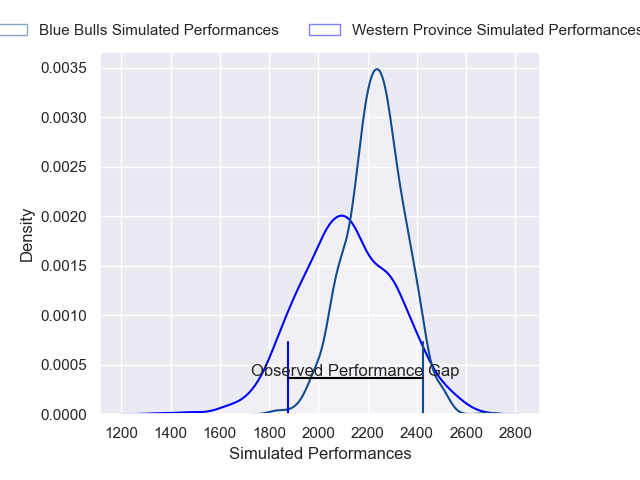 Blue Bulls Simulated Performances Western Province Simulated Performances
0.0035
0.0030
0.0025
0.0020
0.0015
0.0010
0.0005
0.0000
Density
Observed Performance Gap
1200 1400 1600 1800 2000 2200 2400 2600 2800
Simulated Performances